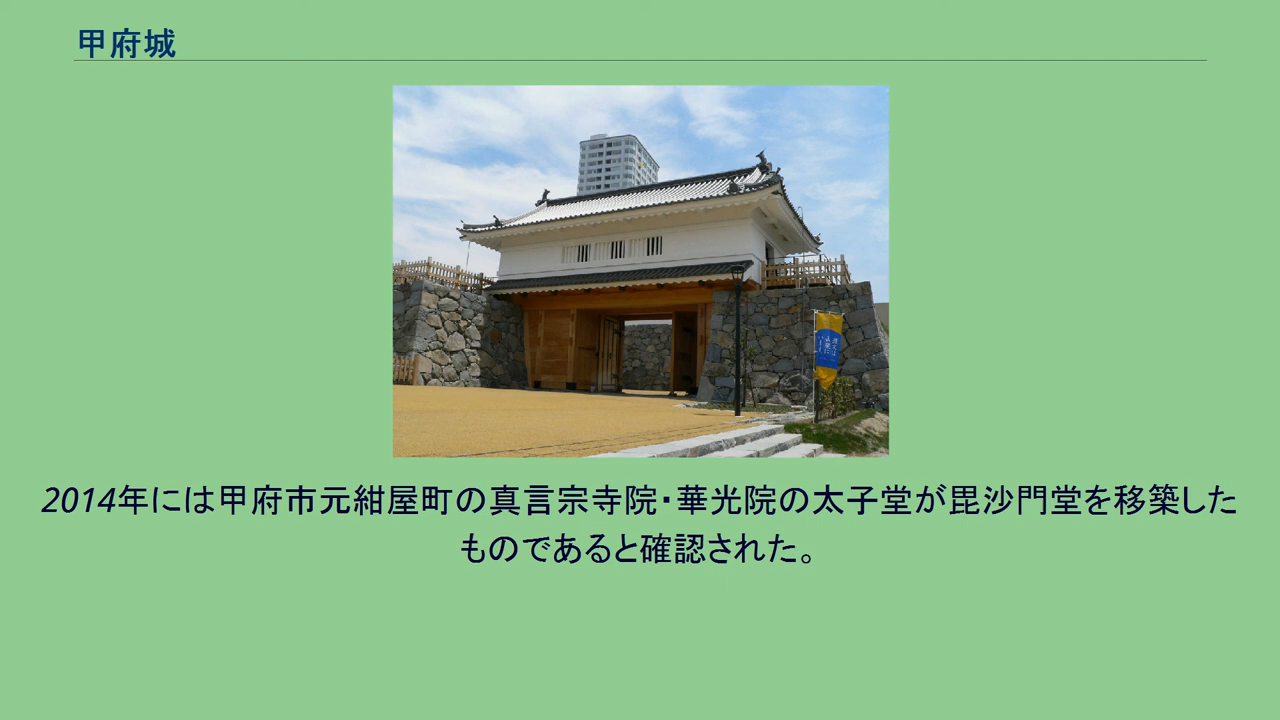 甲府城
2014年には甲府市元紺屋町の真言宗寺院・華光院の太子堂が毘沙門堂を移築した
ものであると確認された。